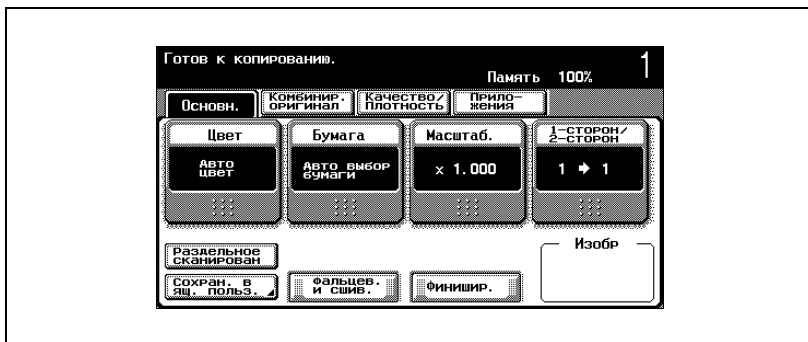 Готов к копированию.
Память 100%
1
Основн.
Комбинир.
оригинал
Качество/
Плотность
Прило-
жения
Цвет
Бумага
Масштаб.
1-сторон/
2-сторон
Авто
цвет
Авто выбор
бумаги
× 1.000
1 → 1
Раздельное
сканирован
Изобр
Сохран. в
ящ. польз.
Фальцев.
и сшив.
Финишир.